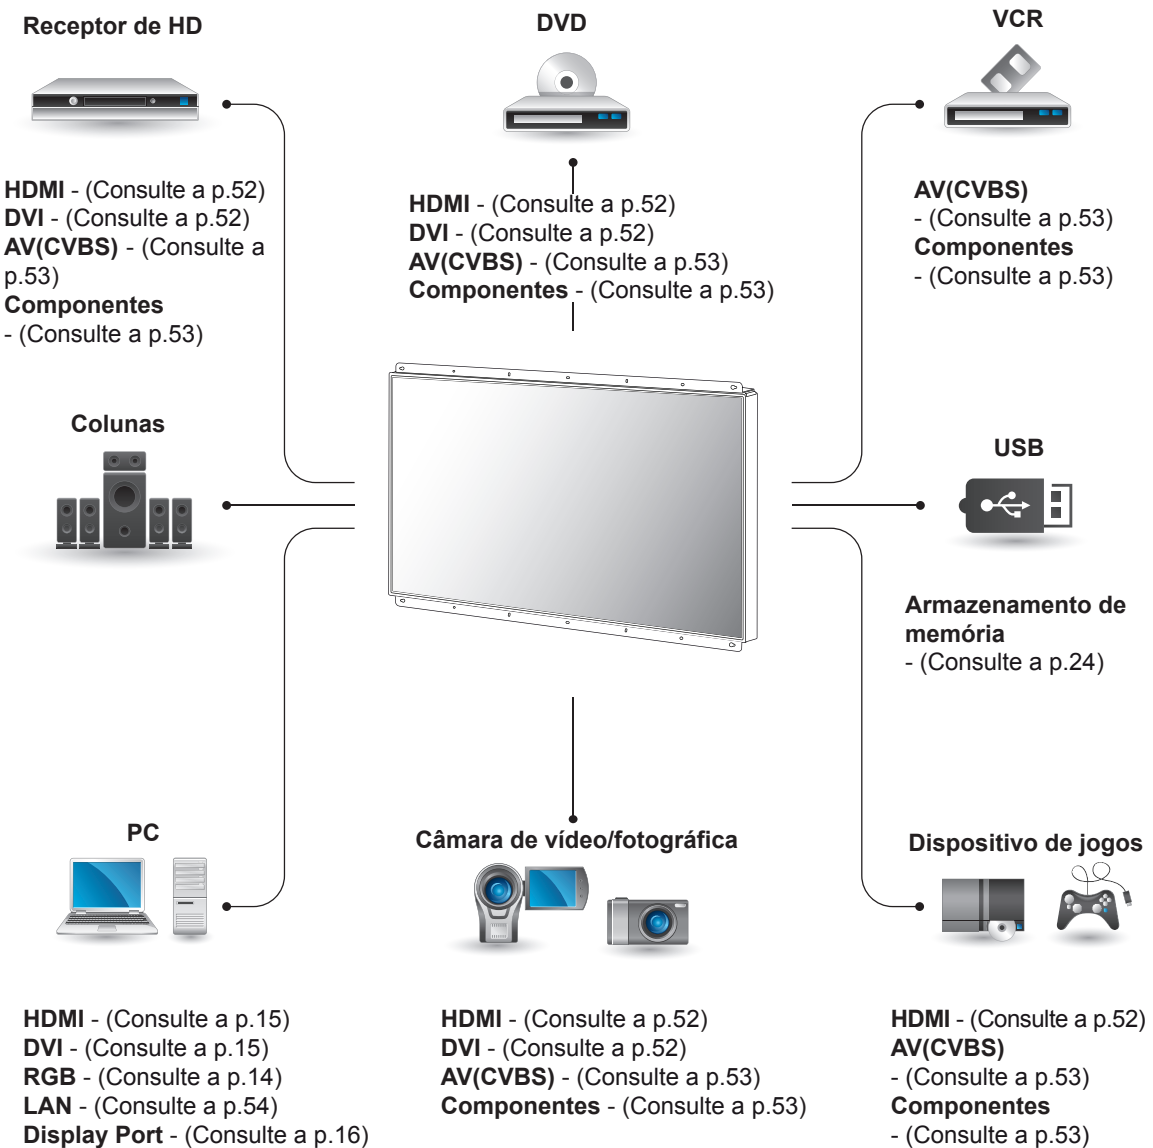 Receptor de HD
HDMI - (Consulte a p.52)
DVI - (Consulte a p.52)
AV(CVBS) - (Consulte a
p.53)
Componentes
- (Consulte a p.53)
DVD
HDMI - (Consulte a p.52)
DVI - (Consulte a p.52)
AV(CVBS) - (Consulte a p.53)
Componentes - (Consulte a p.53)
VCR
AV(CVBS)
- (Consulte a p.53)
Componentes
- (Consulte a p.53)
Colunas
USB
Armazenamento de
memória
- (Consulte a p.24)
PC
HDMI - (Consulte a p.15)
DVI - (Consulte a p.15)
RGB - (Consulte a p.14)
LAN - (Consulte a p.54)
Display Port - (Consulte a p.16)
Câmara de vídeo/fotográfica
HDMI - (Consulte a p.52)
DVI - (Consulte a p.52)
AV(CVBS) - (Consulte a p.53)
Componentes - (Consulte a p.53)
Dispositivo de jogos
HDMI - (Consulte a p.52)
AV(CVBS)
- (Consulte a p.53)
Componentes
- (Consulte a p.53)